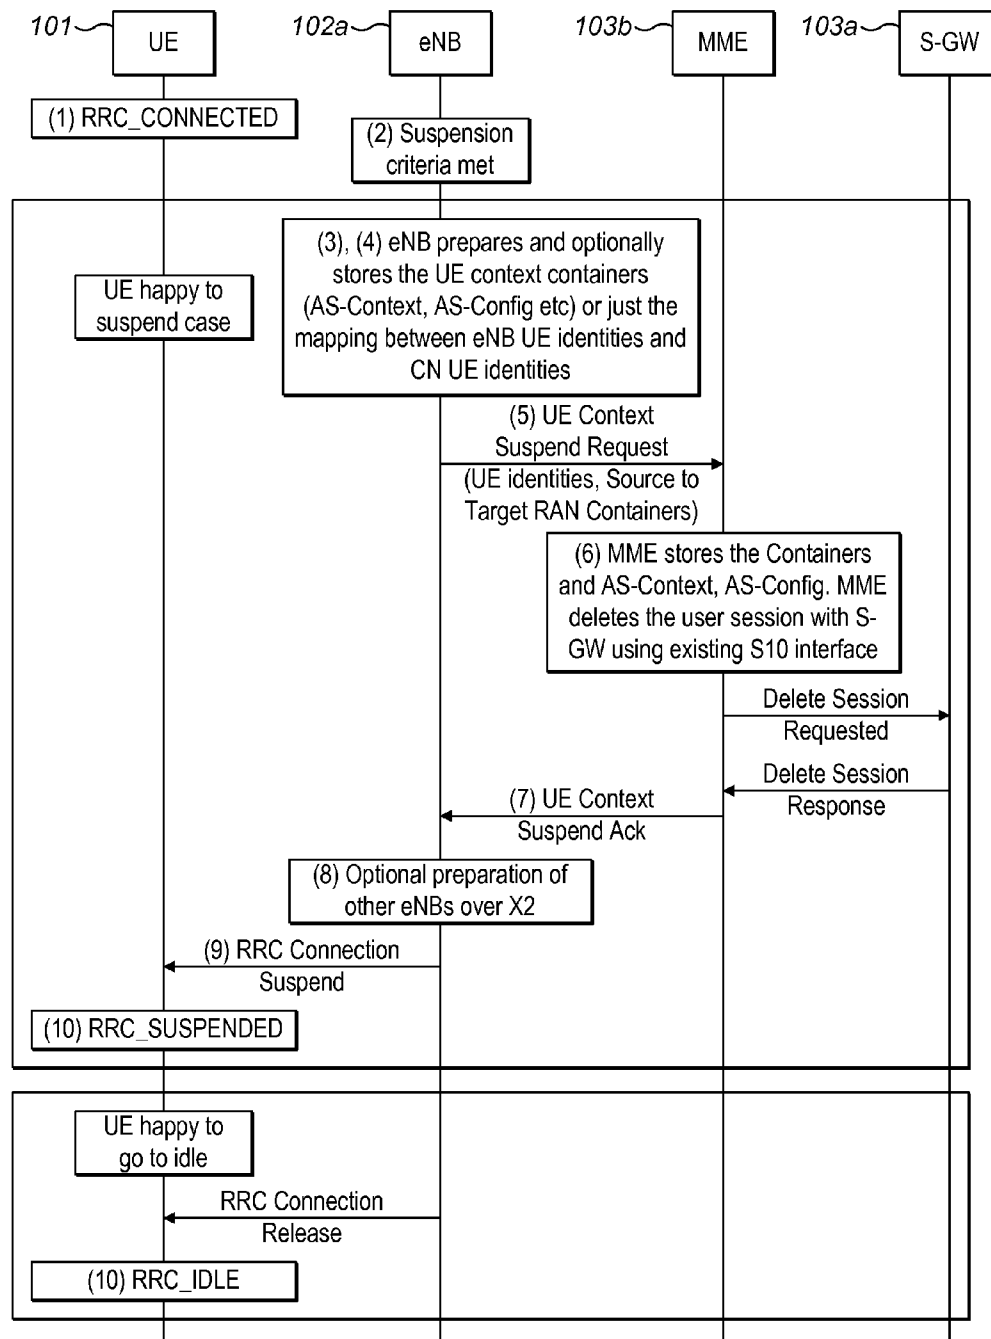 101
UE
102a
eNB
103b
MME
103a
S-GW
(1) RRC_CONNECTED
(2) Suspension
criteria met
(3), (4) eNB prepares and optionally
stores the UE context containers
(AS-Context, AS-Config etc) or just the
mapping between eNB UE identities and
CN UE identities
UE happy to
suspend case
(5) UE Context
Suspend Request
(UE identities, Source to
Target RAN Containers)
(6) MME stores the Containers
and AS-Context, AS-Config. MME
deletes the user session with S-
GW using existing S10 interface
Delete Session
Requested
Delete Session
Response
(7) UE Context
Suspend Ack
(8) Optional preparation of
other eNBs over X2
(9) RRC Connection
Suspend
(10) RRC_SUSPENDED
UE happy to
go to idle
RRC Connection
Release
(10) RRC_IDLE